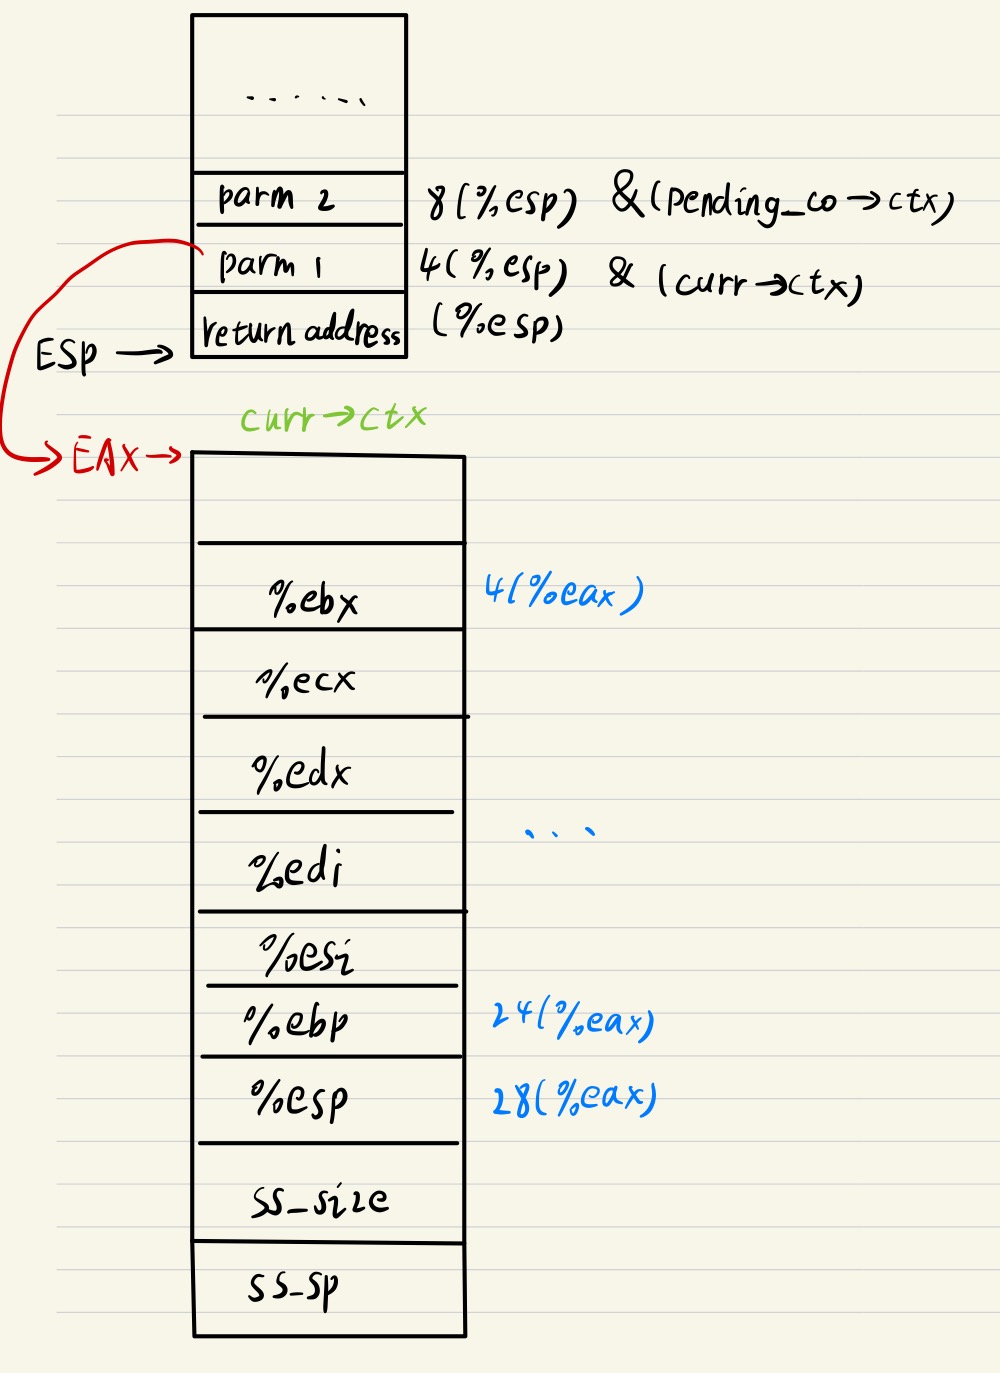 ......
parm 2 8(%esp) &(pending_co→ctx)
parm 1 4(%esp) &(curr→ctx)
return address (%esp)
ESp →
curr→ctx
EAx→
%ebx 4(%eax)
%ecx
%edx
...
%edi
%esi
%ebp 24(%eax)
%esp 28(%eax)
ss_size
ss_sp